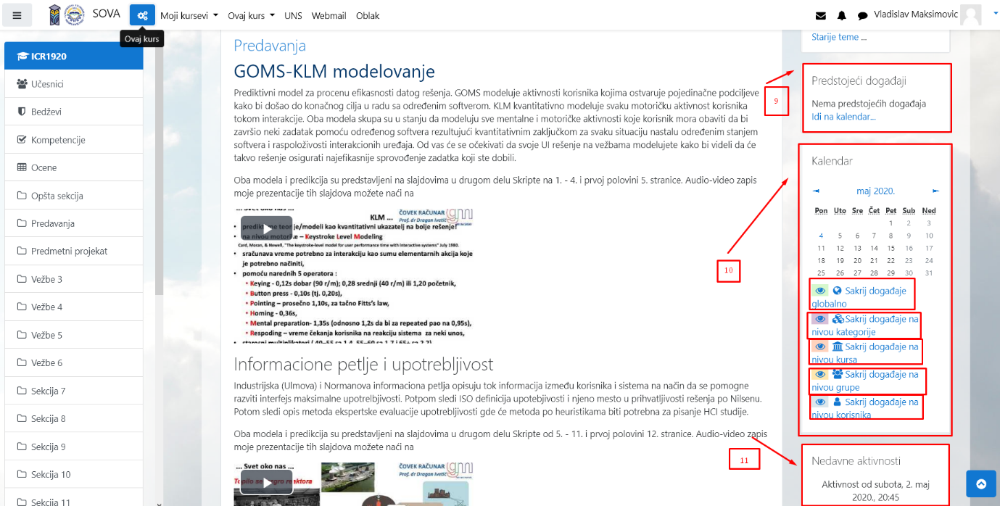 SOVA
Moji kursevi
Ovaj kurs
UNS
Webmail
Oblak
Vladislav Maksimovic
Ovaj kurs
ICR1920
Učesnici
Bedževi
Kompetencije
Ocene
Opšta sekcija
Predavanja
Predmetni projekat
Vežbe 3
Vežbe 4
Vežbe 5
Vežbe 6
Sekcija 7
Sekcija 8
Sekcija 9
Sekcija 10
Sekcija 11
Predavanja
GOMS-KLM modelovanje
Prediktivni model za procenu efikasnosti datog rešenja. GOMS modeluje aktivnosti korisnika kojima ostvaruje pojedinačne podciljeve
kako bi došao do konačnog cilja u radu sa određenim softverom. KLM kvantitativno modeluje svaku motoričku aktivnost korisnika
tokom interakcije. Oba modela skupa su u stanju da modeluju sve mentalne i motoričke aktivnosti koje korisnik mora obaviti da bi
završio neki zadatak pomoću određenog softvera rezultujući kvantitativnim zaključkom za svaku situaciju nastalu određenim stanjem
softvera i raspoloživosti interakcionih uređaja. Od vas će se očekivati da svoje UI rešenje na vežbama modelujete kako bi videli da će
takvo rešenje osigurati najefikasnije sprovođenje zadatka koji ste dobili.
Oba modela i predikcija su predstavljeni na slajdovima u drugom delu Skripte na 1. - 4. i prvoj polovini 5. stranice. Audio-video zapis
moje prezentacije tih slajdova možete naći na
... Svet oko nas ...
KLM ...
ČOVEK RAČUNAR
Prof. dr Dragan Ivetić
• prediktivne teorije/modeli kao kvantitativni ukazatelj na bolje rešenje!
• na nivou motorike – Keystroke Level Modeling
Card, Moran, & Newell, "The keystroke-level model for user performance time with interactive systems" July 1980.
• sračunava vreme potrebno za interakciju kao sumu elementarnih akcija koje
je potrebno načiniti,
• pomoću narednih 5 operatora :
• Keying - 0,12s dobar (90 r/m); 0,28 srednji (40 r/m) ili 1,20 početnik,
• Button press - 0,10s (tj. 0,20s),
• Pointing – prosečno 1,10s, za tačno Fitts's law,
• Homing - 0,36s,
• Mental preparation- 1,35s (odnosno 1,2s da bi za repeated pao na 0,95s),
• Respoding – vreme čekanja korisnika na reakciju sistema za neki unos,
Informacione petlje i upotrebljivost
Industrijska (Ulmova) i Normanova informaciona petlja opisuju tok informacija između korisnika i sistema na način da se pomogne
razviti interfejs maksimalne upotrelbjivosti. Potpom sledi ISO definicija upotebjivosti i njeno mesto u prihvatljivosti rešenja po Nilsenu.
Potom sledi opis metoda ekspertske evaluacije upotrebljivosti gde će metoda po heuristikama biti potrebna za pisanje HCI studije.
Oba modela i predikcija su predstavljeni na slajdovima u drugom delu Skripte od 5. - 11. i prvoj polovini 12. stranice. Audio-video zapis
moje prezentacije tih slajdova možete naći na
... Svet oko nas ...
ČOVEK RAČUNAR
Prof. dr Dragan Ivetić
reaktora
Starije teme ...
9
Predstojeći događaji
Nema predstojećih događaja
Idi na kalendar...
10
Kalendar
◄ maj 2020. ►
Pon Uto Sre Čet Pet Sub Ned
1 2 3
4 5 6 7 8 9 10
11 12 13 14 15 16 17
18 19 20 21 22 23 24
25 26 27 28 29 30 31
Sakrij događaje
globalno
Sakrij događaje na
nivou kategorije
Sakrij događaje na
nivou kursa
Sakrij događaje na
nivou grupe
Sakrij događaje na
nivou korisnika
11
Nedavne aktivnosti
Aktivnost od subota, 2. maj
2020., 20:45